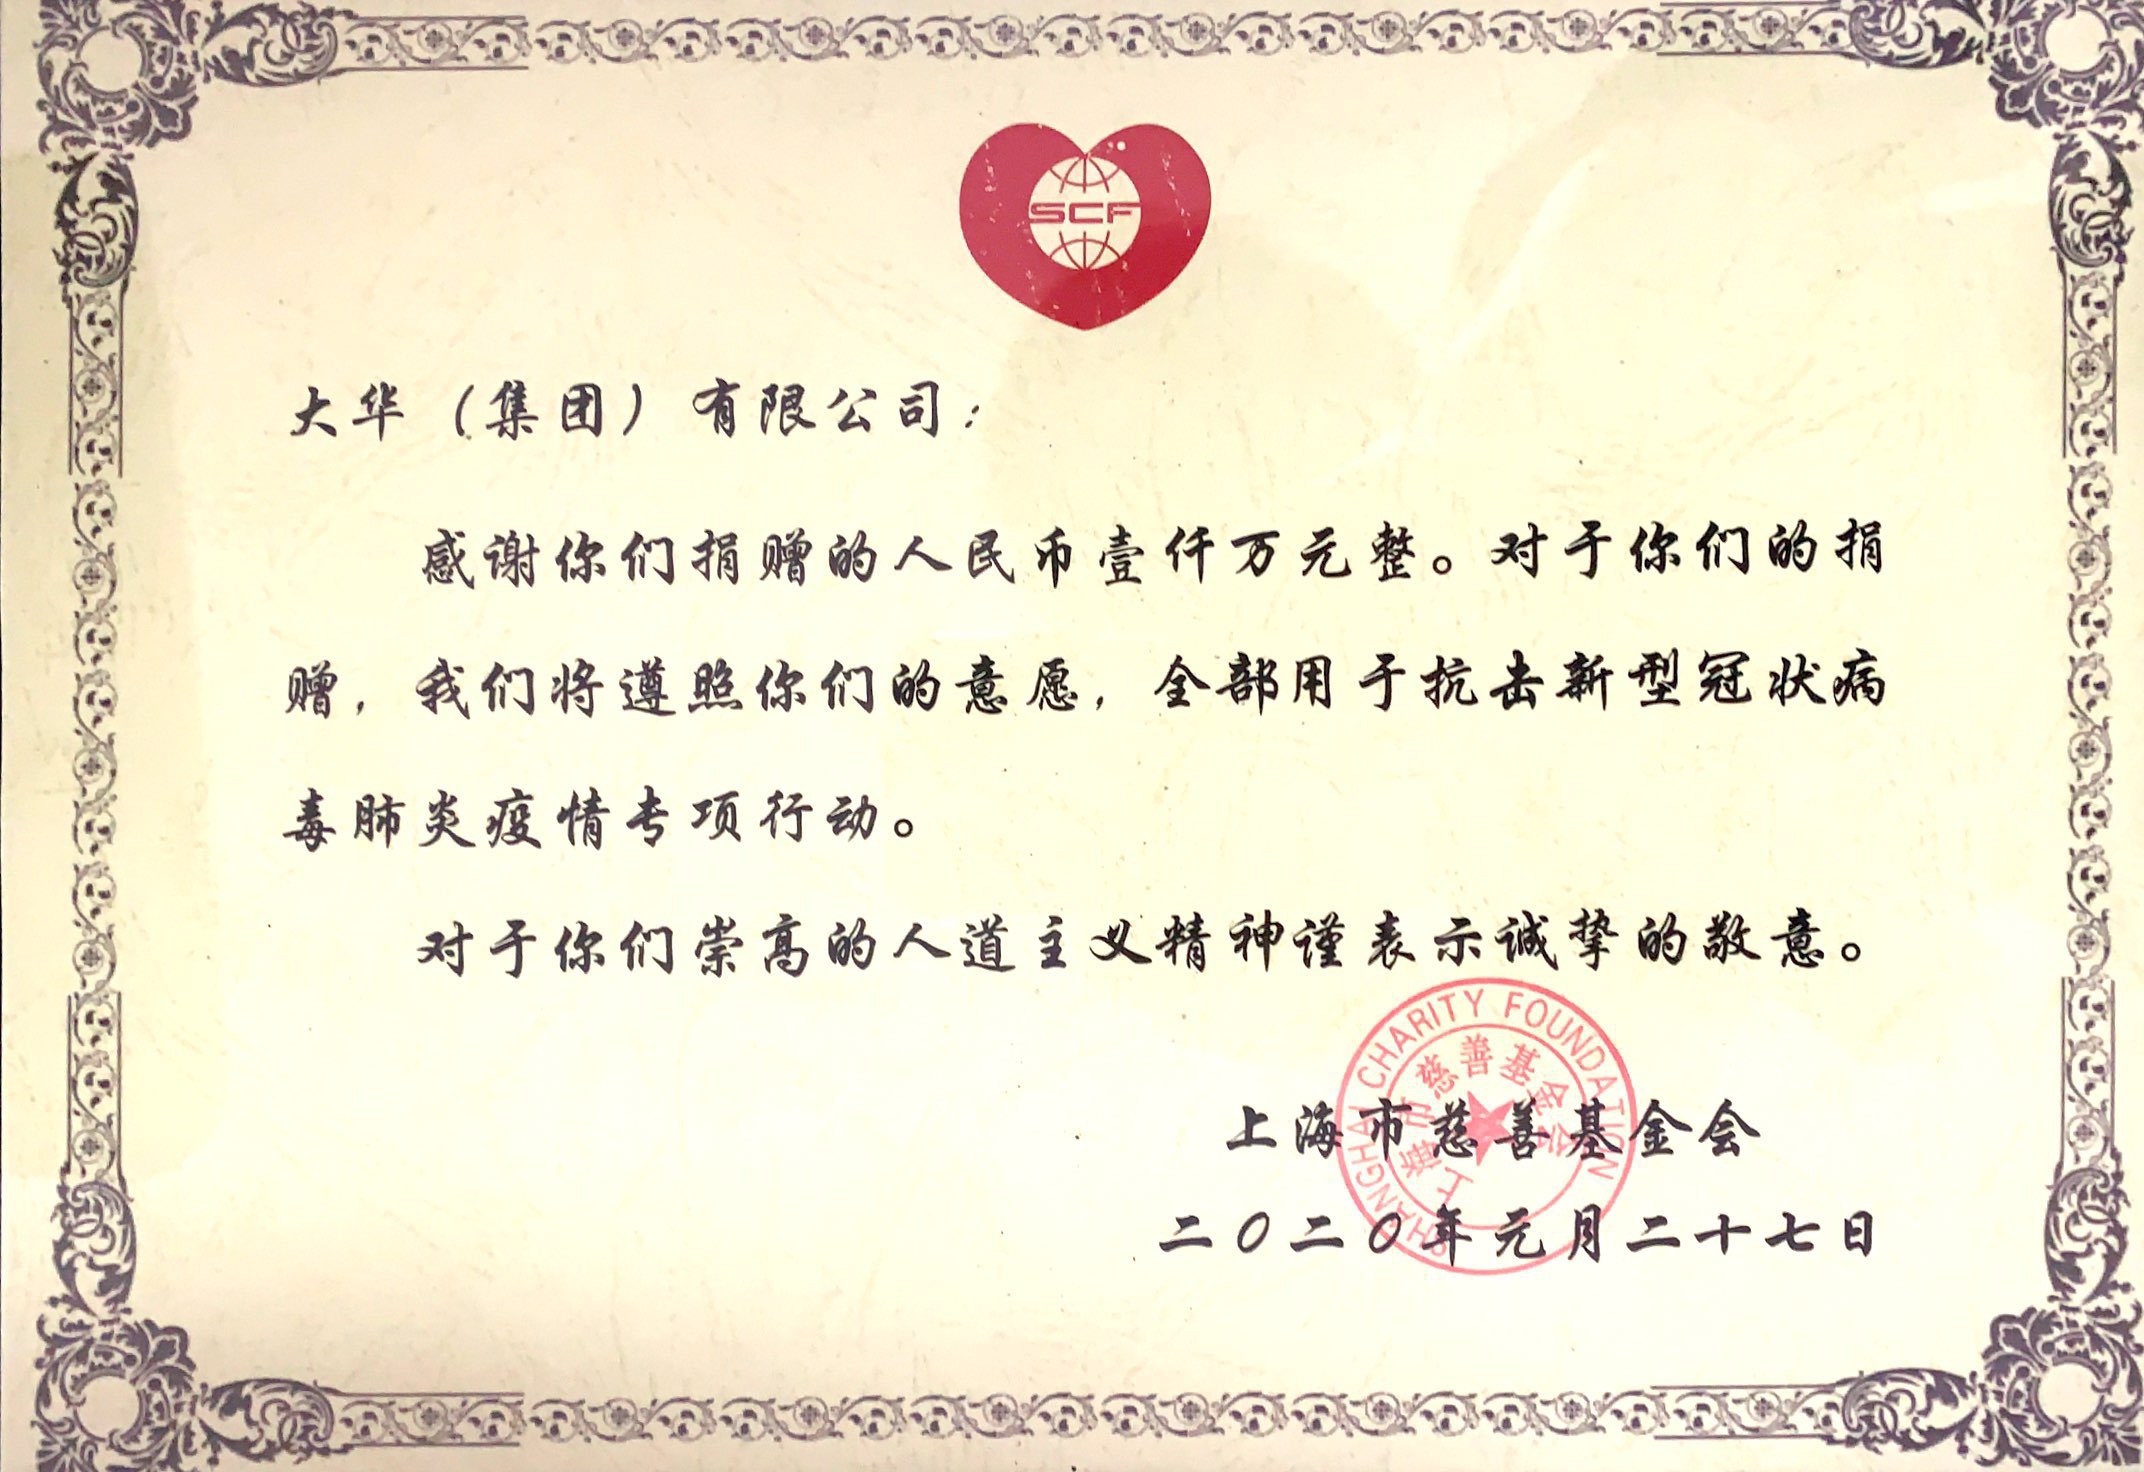 SCF
大华（集团）有限公司：
感谢你们捐赠的人民币壹仟万元整。对于你们的捐
赠，我们将遵照你们的意愿，全部用于抗击新型冠状病
毒肺炎疫情专项行动。
对于你们崇高的人道主义精神谨表示诚挚的敬意。
SHANGHAI CHARITY FOUNDATION
上海市慈善基金会
上海市慈善基金会
二〇二〇年元月二十七日